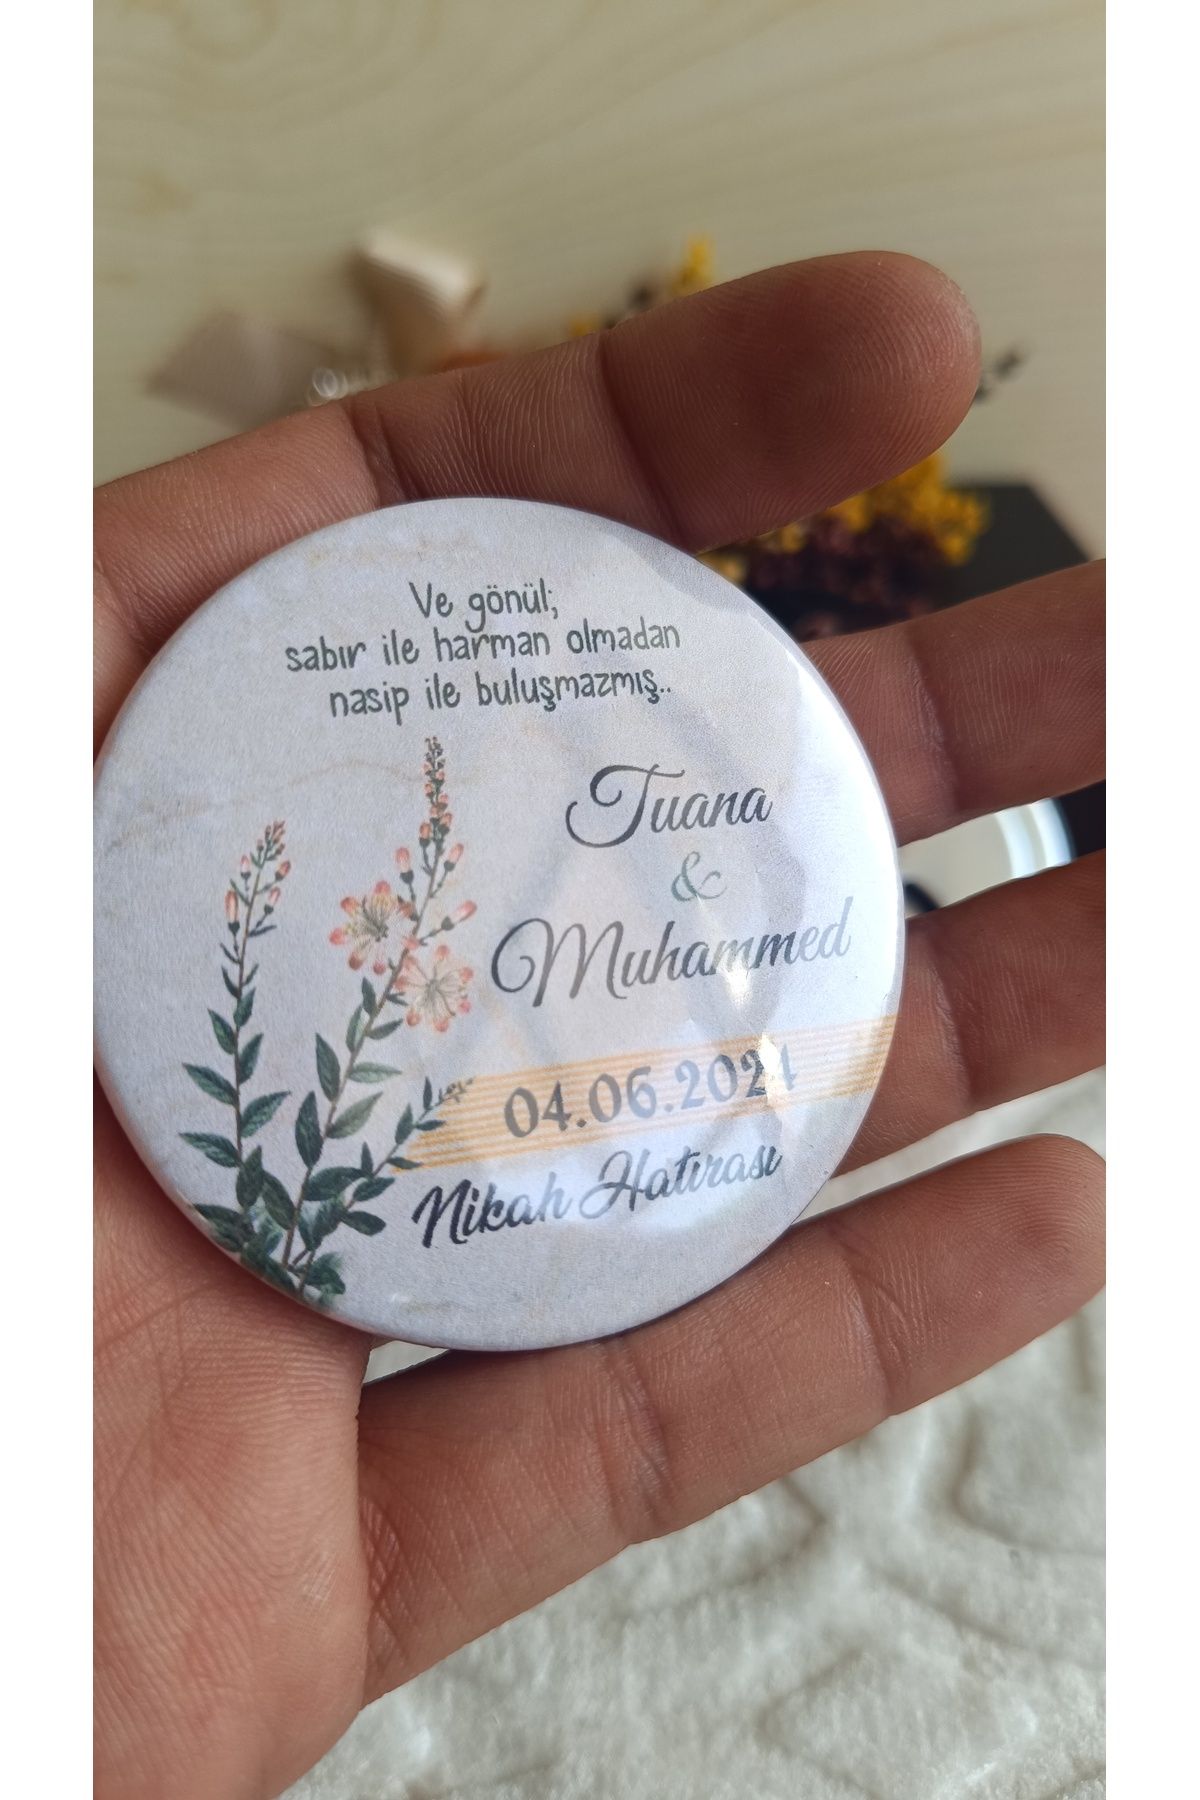 Ve gönül;
sabır ile harman olmadan
nasip ile buluşmazmış..
Tuana
&
Muhammed
04.06.2024
Nikah Hatırası